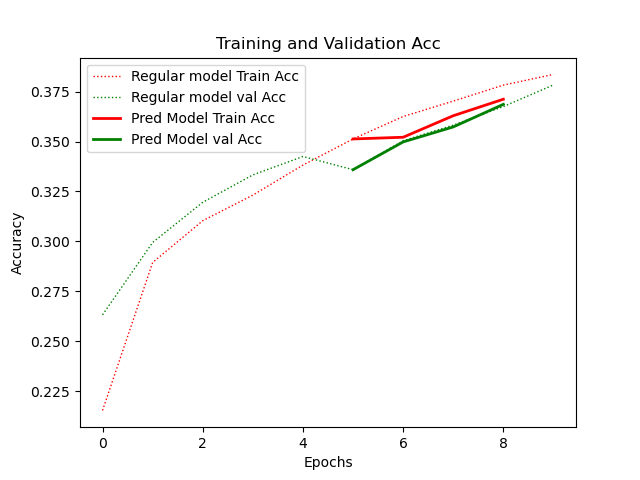 Training and Validation Acc
Regular model Train Acc
Regular model val Acc
Pred Model Train Acc
Pred Model val Acc
0.375
0.350
0.325
0.300
0.275
0.250
0.225
Accuracy
0 2 4 6 8
Epochs